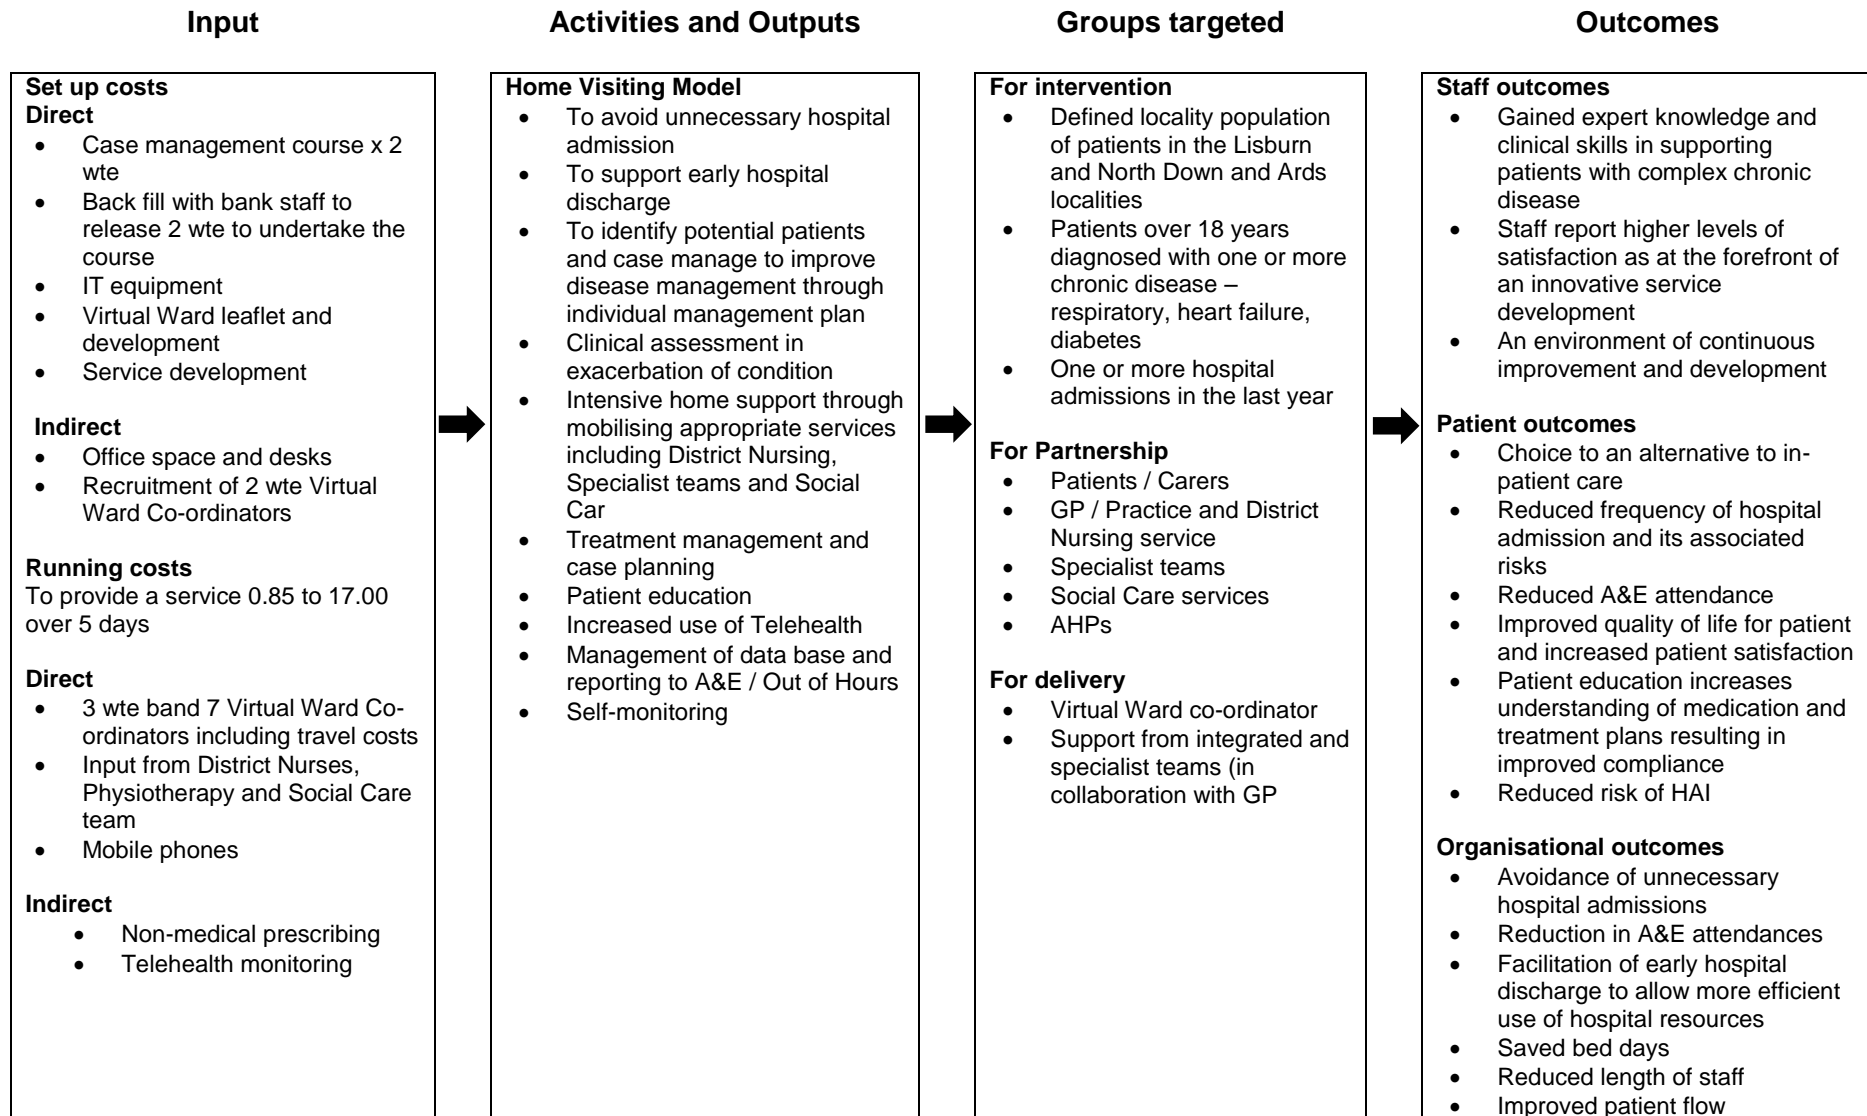 Input
Activities and Outputs
Groups targeted
Outcomes
Set up costs
Direct
• Case management course x 2
wte
• Back fill with bank staff to
release 2 wte to undertake the
course
• IT equipment
• Virtual Ward leaflet and
development
• Service development
Indirect
• Office space and desks
• Recruitment of 2 wte Virtual
Ward Co-ordinators
Running costs
To provide a service 0.85 to 17.00
over 5 days
Direct
• 3 wte band 7 Virtual Ward Co-
ordinators including travel costs
• Input from District Nurses,
Physiotherapy and Social Care
team
• Mobile phones
Indirect
• Non-medical prescribing
• Telehealth monitoring
Home Visiting Model
• To avoid unnecessary hospital
admission
• To support early hospital
discharge
• To identify potential patients
and case manage to improve
disease management through
individual management plan
• Clinical assessment in
exacerbation of condition
• Intensive home support through
mobilising appropriate services
including District Nursing,
Specialist teams and Social
Car
• Treatment management and
case planning
• Patient education
• Increased use of Telehealth
• Management of data base and
reporting to A&E / Out of Hours
• Self-monitoring
For intervention
• Defined locality population
of patients in the Lisburn
and North Down and Ards
localities
• Patients over 18 years
diagnosed with one or more
chronic disease –
respiratory, heart failure,
diabetes
• One or more hospital
admissions in the last year
For Partnership
• Patients / Carers
• GP / Practice and District
Nursing service
• Specialist teams
• Social Care services
• AHPs
For delivery
• Virtual Ward co-ordinator
• Support from integrated and
specialist teams (in
collaboration with GP
Staff outcomes
• Gained expert knowledge and
clinical skills in supporting
patients with complex chronic
disease
• Staff report higher levels of
satisfaction as at the forefront of
an innovative service
development
• An environment of continuous
improvement and development
Patient outcomes
• Choice to an alternative to in-
patient care
• Reduced frequency of hospital
admission and its associated
risks
• Reduced A&E attendance
• Improved quality of life for patient
and increased patient satisfaction
• Patient education increases
understanding of medication and
treatment plans resulting in
improved compliance
• Reduced risk of HAI
Organisational outcomes
• Avoidance of unnecessary
hospital admissions
• Reduction in A&E attendances
• Facilitation of early hospital
discharge to allow more efficient
use of hospital resources
• Saved bed days
• Reduced length of staff
• Improved patient flow